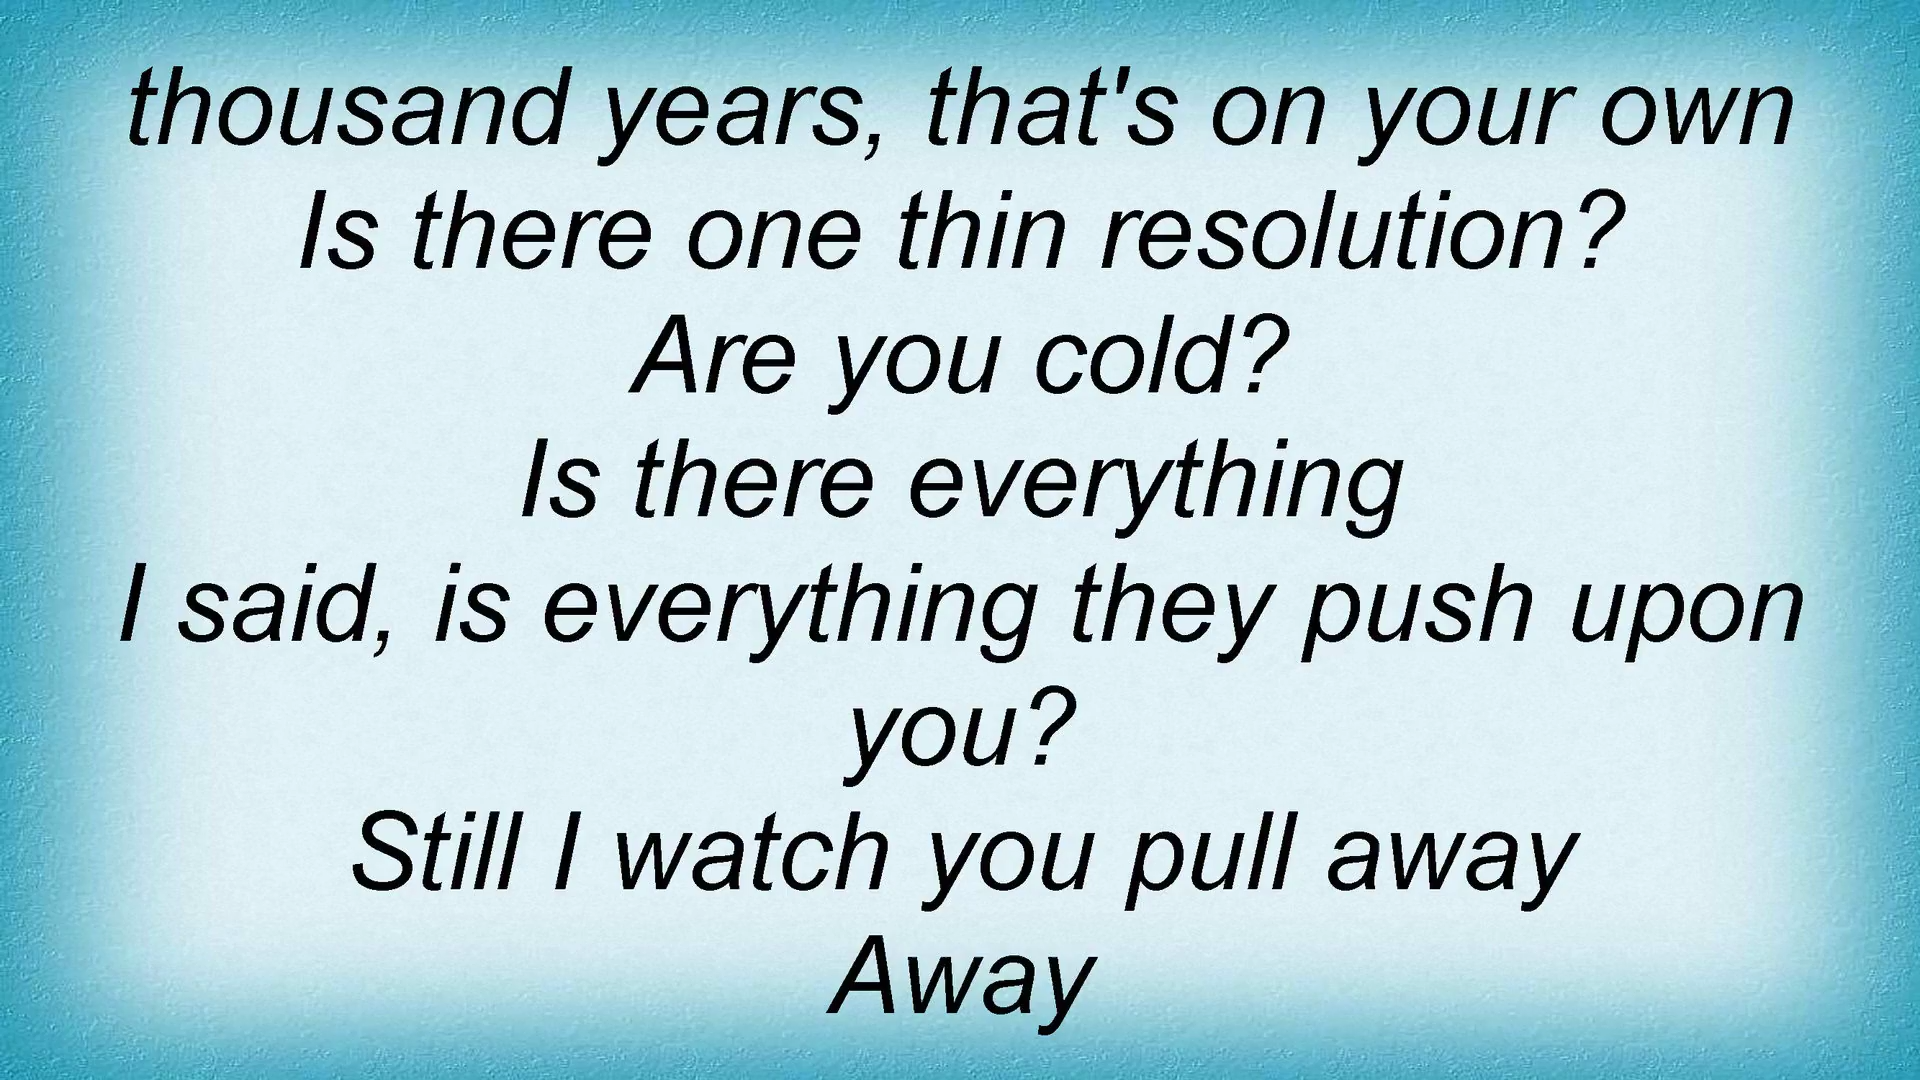 thousand years, that's on your own
Is there one thin resolution?
Are you cold?
Is there everything
I said, is everything they push upon
you?
Still I watch you pull away
Away